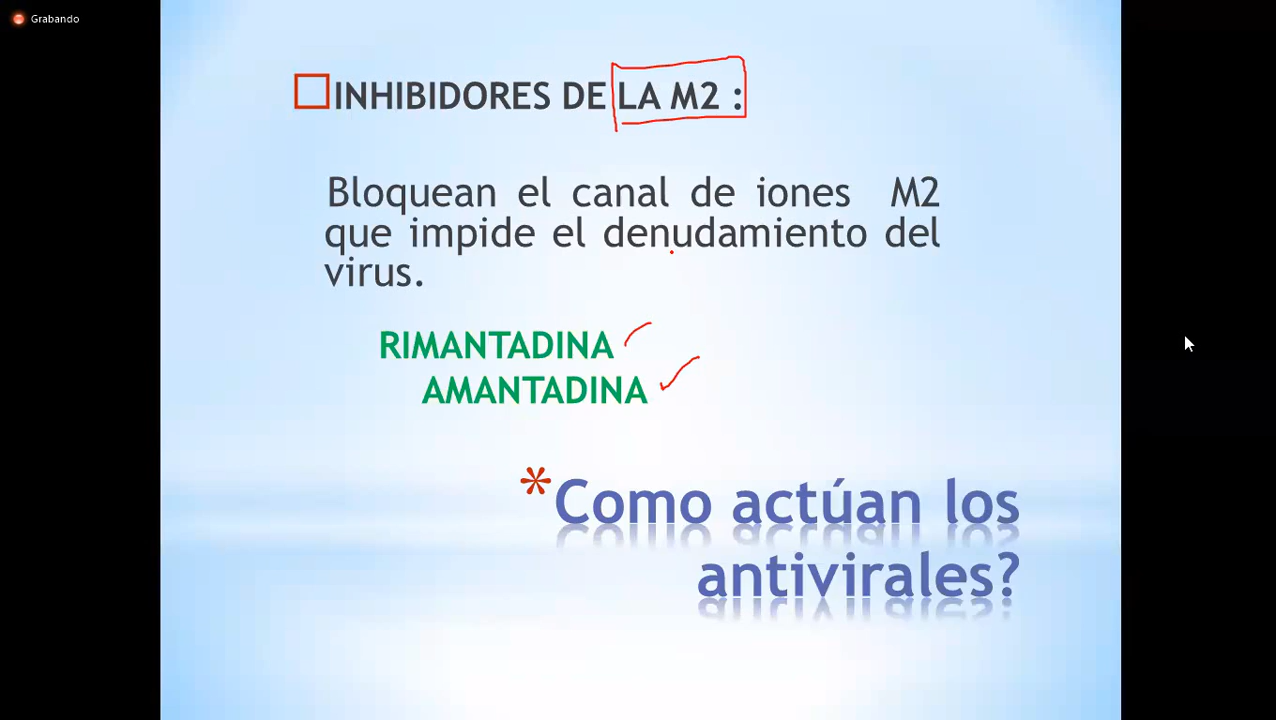 Grabando
INHIBIDORES DE LA M2 :
Bloquean el canal de iones M2
que impide el denudamiento del
virus.
RIMANTADINA
AMANTADINA
*Como actúan los
antivirales?